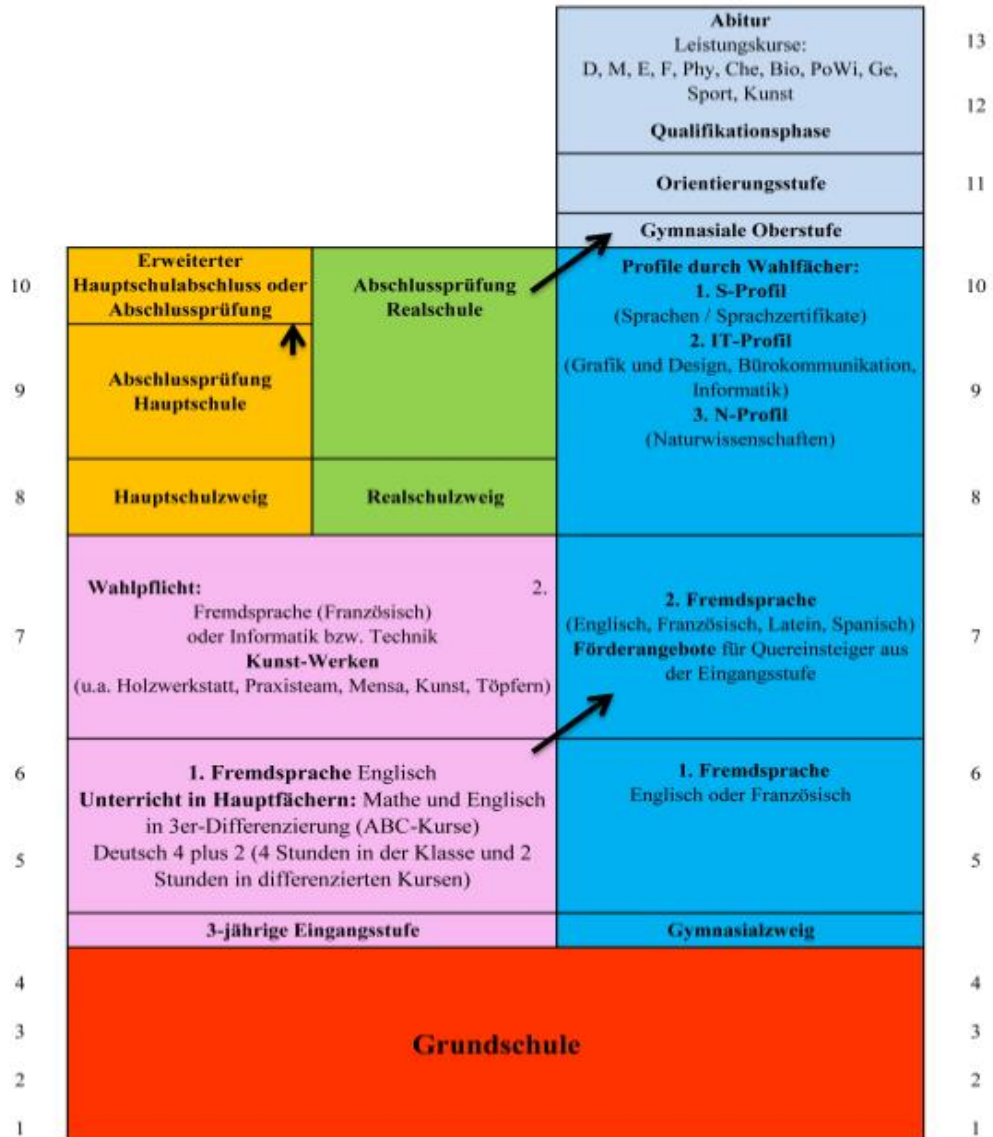 Abitur
Leistungskurse:
D, M, E, F, Phy, Che, Bio, PoWi, Ge,
Sport, Kunst
Qualifikationsphase
13
12
Orientierungsstufe
11
Gymnasiale Oberstufe
10
Erweiterter
Hauptschulabschluss oder
Abschlussprüfung
Abschlussprüfung
Realschule
Profile durch Wahlfächer:
1. S-Profil
(Sprachen / Sprachzertifikate)
2. IT-Profil
(Grafik und Design, Bürokommunikation,
Informatik)
3. N-Profil
(Naturwissenschaften)
10
9
Abschlussprüfung
Hauptschule
9
8
Hauptschulzweig
Realschulzweig
8
7
Wahlpflicht: 2.
Fremdsprache (Französisch)
oder Informatik bzw. Technik
Kunst-Werken
(u.a. Holzwerkstatt, Praxisteam, Mensa, Kunst, Töpfern)
2. Fremdsprache
(Englisch, Französisch, Latein, Spanisch)
Förderangebote für Quereinsteiger aus
der Eingangsstufe
7
6
5
1. Fremdsprache Englisch
Unterricht in Hauptfächern: Mathe und Englisch
in 3er-Differenzierung (ABC-Kurse)
Deutsch 4 plus 2 (4 Stunden in der Klasse und 2
Stunden in differenzierten Kursen)
1. Fremdsprache
Englisch oder Französisch
6
5
3-jährige Eingangsstufe
Gymnasialzweig
4
3
2
1
Grundschule
4
3
2
1